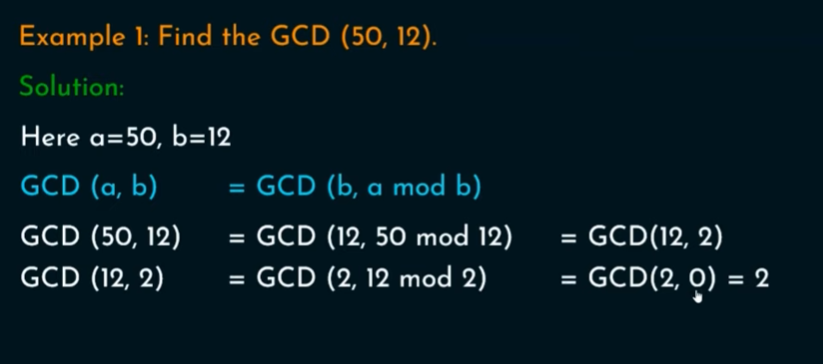 Example 1: Find the GCD (50, 12).
Solution:
Here a=50, b=12
GCD (a, b) = GCD (b, a mod b)
GCD (50, 12) = GCD (12, 50 mod 12) = GCD(12, 2)
GCD (12, 2) = GCD (2, 12 mod 2) = GCD(2, 0) = 2